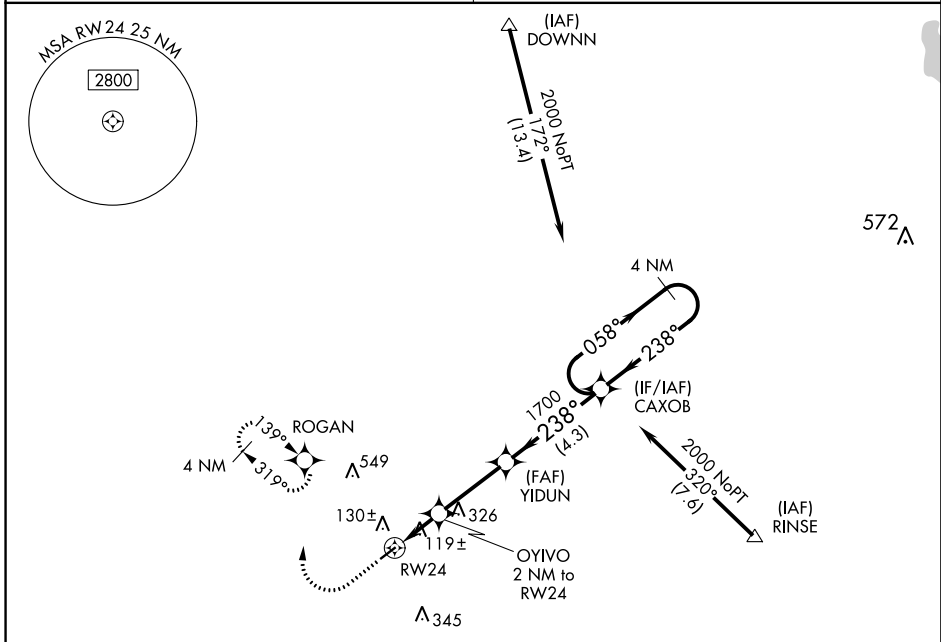 MSA RW24 25 NM
2800
(IAF)
DOWNN
2000 NoPT
172°
(13.4)
572
4 NM
058°
238°
(IF/IAF)
CAXOB
1700
238°
(4.3)
ROGAN
139°
319°
4 NM
549
(FAF)
YIDUN
2000 NoPT
320°
(7.6)
(IAF)
RINSE
130±
326
119±
RW24
OYIVO
2 NM to
RW24
345